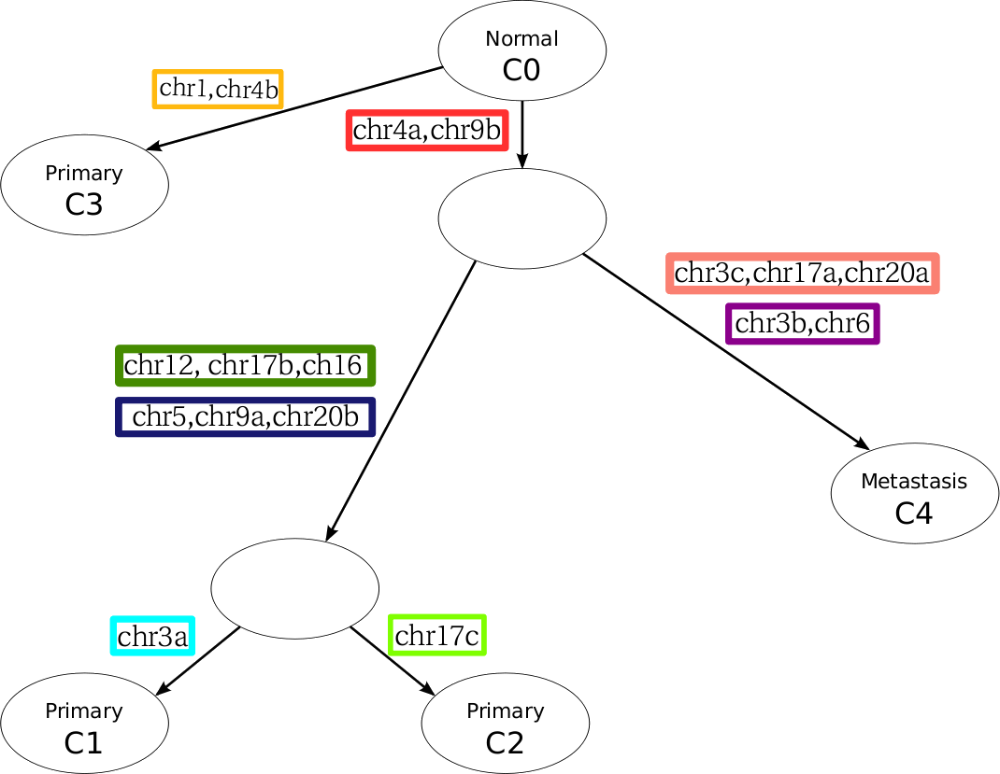 Normal
C0
chr1,chr4b
chr4a,chr9b
Primary
C3
chr3c,chr17a,chr20a
chr3b,chr6
chr12, chr17b,ch16
chr5,chr9a,chr20b
Metastasis
C4
chr3a
chr17c
Primary
C1
Primary
C2